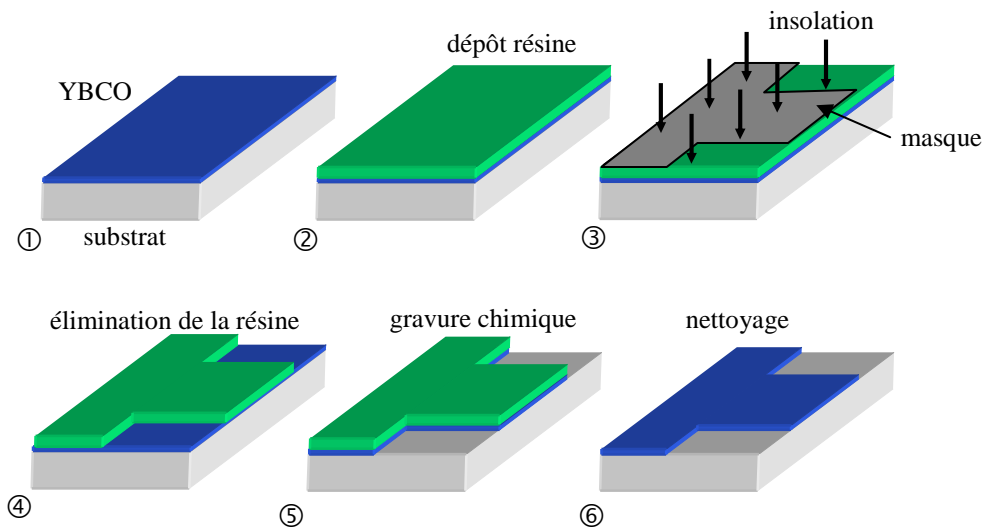 YBCO
substrat
①
dépôt résine
②
insolation
masque
③
élimination de la résine
④
gravure chimique
⑤
nettoyage
⑥